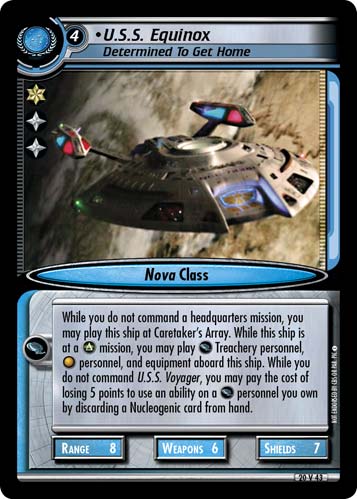 4 •U.S.S. Equinox
Determined To Get Home
Nova Class
While you do not command a headquarters mission, you
may play this ship at Caretaker's Array. While this ship is
at a mission, you may play Treachery personnel,
personnel, and equipment aboard this ship. While you
do not command U.S.S. Voyager, you may pay the cost of
losing 5 points to use an ability on a personnel you own
by discarding a Nucleogenic card from hand.
RANGE 8 WEAPONS 6 SHIELDS 7
20 V 43